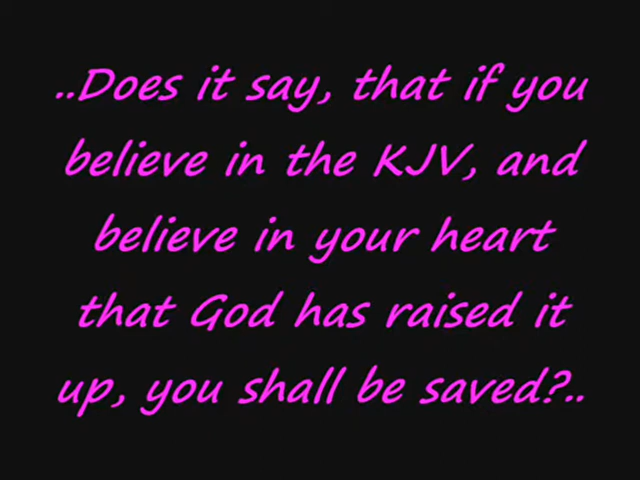 ..Does it say, that if you
believe in the KJV, and
believe in your heart
that God has raised it
up, you shall be saved?..